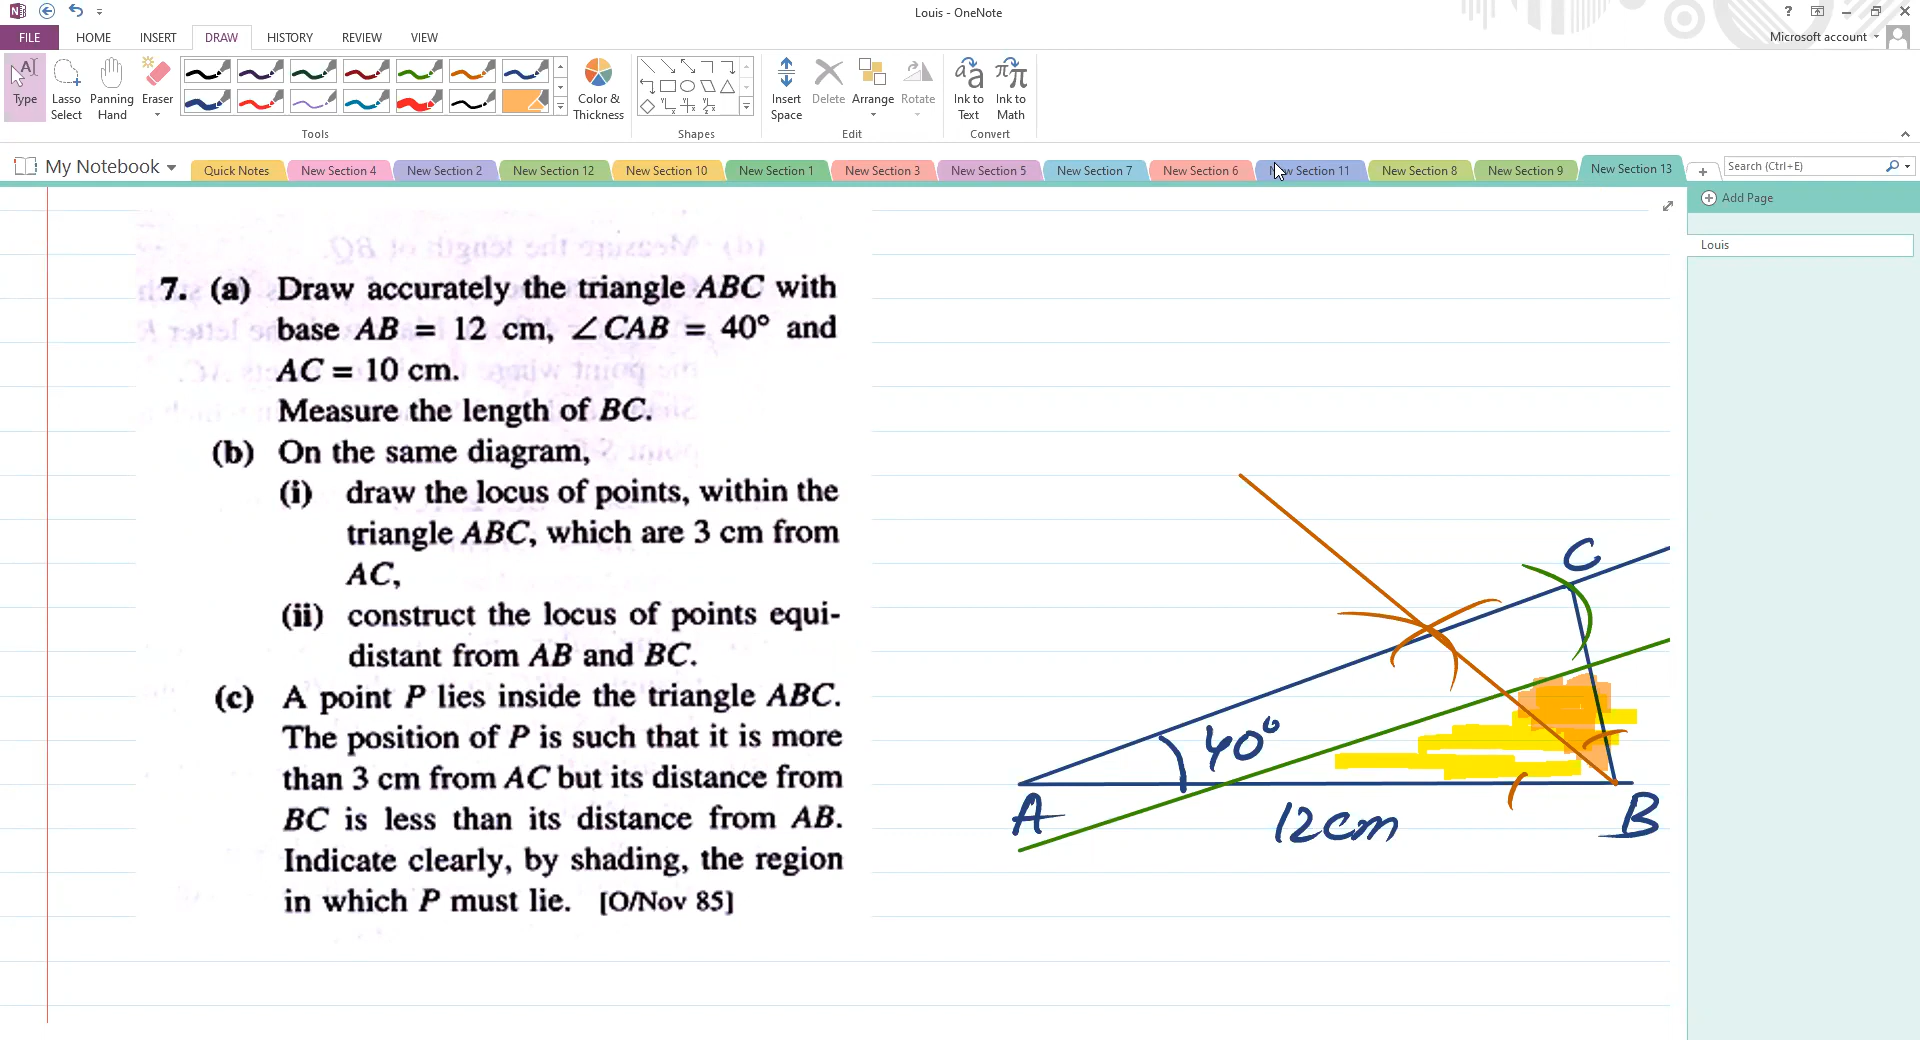 Louis - OneNote
FILE HOME INSERT DRAW HISTORY REVIEW VIEW
Microsoft account
Type
Lasso Select
Panning Hand
Eraser
Color & Thickness
Insert Space
Delete
Arrange
Rotate
Ink to Text
Ink to Math
Tools Shapes Edit Convert
My Notebook
Quick Notes New Section 4 New Section 2 New Section 12 New Section 10 New Section 1 New Section 3 New Section 5 New Section 7 New Section 6 New Section 11 New Section 8 New Section 9 New Section 13
Search (Ctrl+E)
Add Page
Louis
7. (a) Draw accurately the triangle ABC with
base AB = 12 cm, ∠CAB = 40° and
AC = 10 cm.
Measure the length of BC.
(b) On the same diagram,
(i) draw the locus of points, within the
triangle ABC, which are 3 cm from
AC,
(ii) construct the locus of points equi-
distant from AB and BC.
(c) A point P lies inside the triangle ABC.
The position of P is such that it is more
than 3 cm from AC but its distance from
BC is less than its distance from AB.
Indicate clearly, by shading, the region
in which P must lie. [O/Nov 85]
C
40°
A
12cm
B